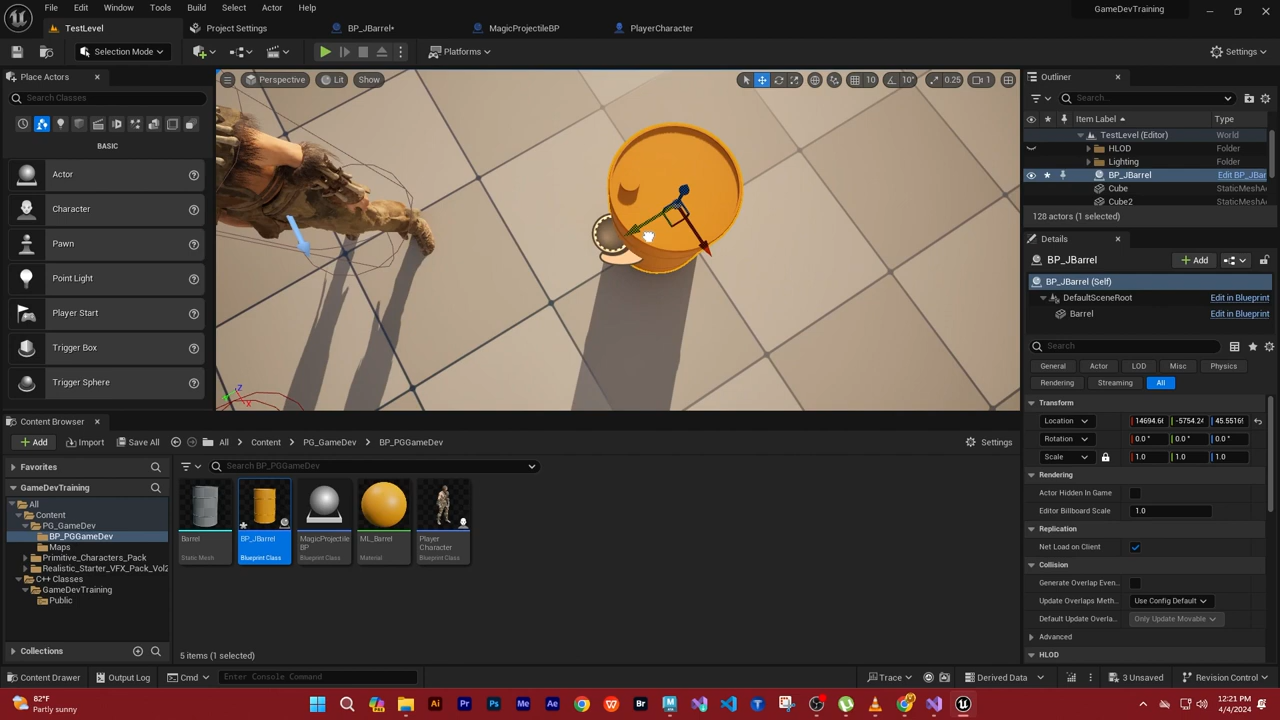 File Edit Window Tools Build Select Actor Help
GameDevTraining
TestLevel Project Settings BP_JBarrel* MagicProjectileBP PlayerCharacter
Selection Mode Platforms Settings
Place Actors
Search Classes
BASIC
Actor
Character
Pawn
Point Light
Player Start
Trigger Box
Trigger Sphere
Perspective Lit Show 10 10° 0.25 1
Z
X
Outliner
Search...
Item Label Type
TestLevel (Editor) World
HLOD Folder
Lighting Folder
BP_JBarrel Edit BP_JBar
Cube StaticMeshA
Cube2 StaticMeshA
128 actors (1 selected)
Details
BP_JBarrel Add
BP_JBarrel (Self)
DefaultSceneRoot Edit in Blueprint
Barrel Edit in Blueprint
Search
General Actor LOD Misc Physics
Rendering Streaming All
Transform
Location 14694.6 -5754.2 45.5516
Rotation 0.0 ° 0.0 ° 0.0 °
Scale 1.0 1.0 1.0
Rendering
Actor Hidden In Game
Editor Billboard Scale 1.0
Replication
Net Load on Client
Collision
Generate Overlap Even...
Update Overlaps Meth... Use Config Default
Default Update Overla... Only Update Movable
Advanced
HLOD
Content Browser
Add Import Save All All Content PG_GameDev BP_PGGameDev Settings
Favorites
Search BP_PGGameDev
GameDevTraining
All
Content
PG_GameDev
BP_PGGameDev
Maps
Primitive_Characters_Pack
Realistic_Starter_VFX_Pack_Vol2
C++ Classes
GameDevTraining
Public
Collections
Barrel
Static Mesh
BP_JBarrel
Blueprint Class
MagicProjectile
BP
Blueprint Class
ML_Barrel
Material
Player
Character
Blueprint Class
5 items (1 selected)
Content Drawer Output Log Cmd Enter Console Command Trace Derived Data 3 Unsaved Revision Control
82°F
Partly sunny
12:21 PM
4/4/2024